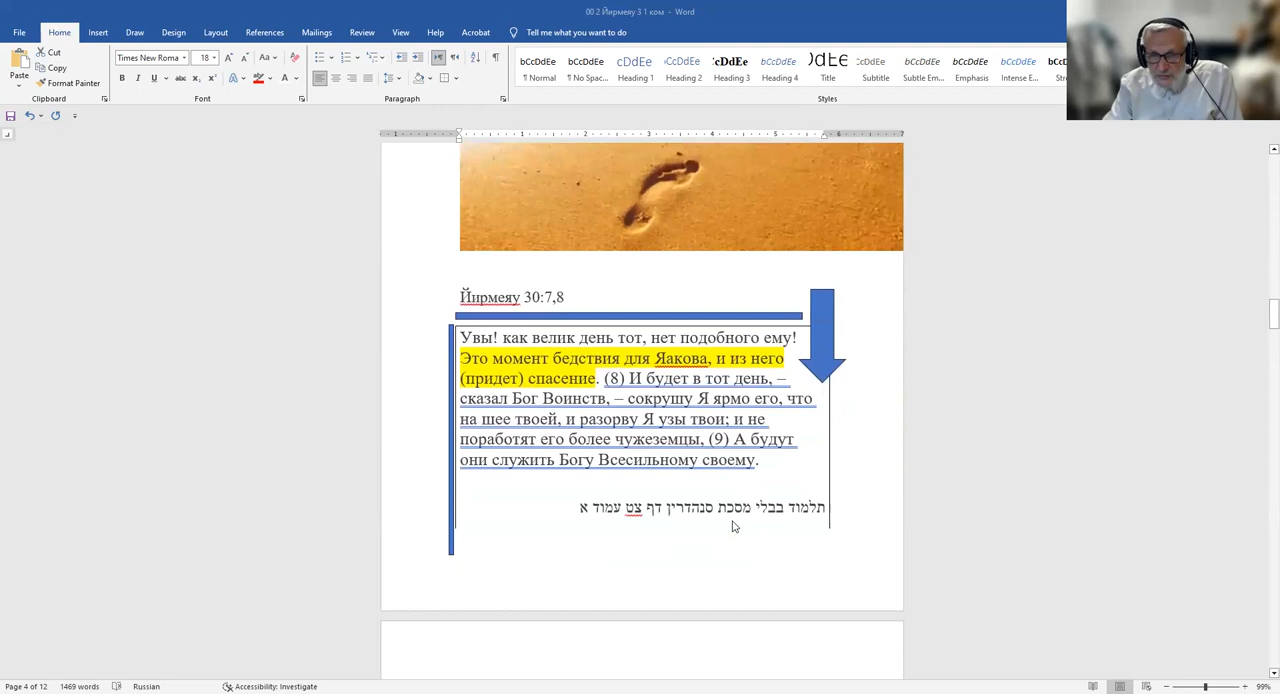 00 2 Йирмеяу 3 1 ком - Word
File Home Insert Draw Design Layout References Mailings Review View Help Acrobat Tell me what you want to do
Paste
Cut
Copy
Format Painter
Clipboard
Times New Roma 18
Font
Paragraph
¶ Normal
¶ No Spac...
Heading 1
Heading 2
Heading 3
Heading 4
Title
Subtitle
Subtle Em...
Emphasis
Intense E...
Styles
Йирмеяу 30:7,8
Увы! как велик день тот, нет подобного ему!
Это момент бедствия для Яакова, и из него
(придет) спасение. (8) И будет в тот день, –
сказал Бог Воинств, – сокрушу Я ярмо его, что
на шее твоей, и разорву Я узы твои; и не
поработят его более чужеземцы, (9) А будут
они служить Богу Всесильному своему.
תלמוד בבלי מסכת סנהדרין דף צט עמוד א
Page 4 of 12 1469 words Russian Accessibility: Investigate 99%